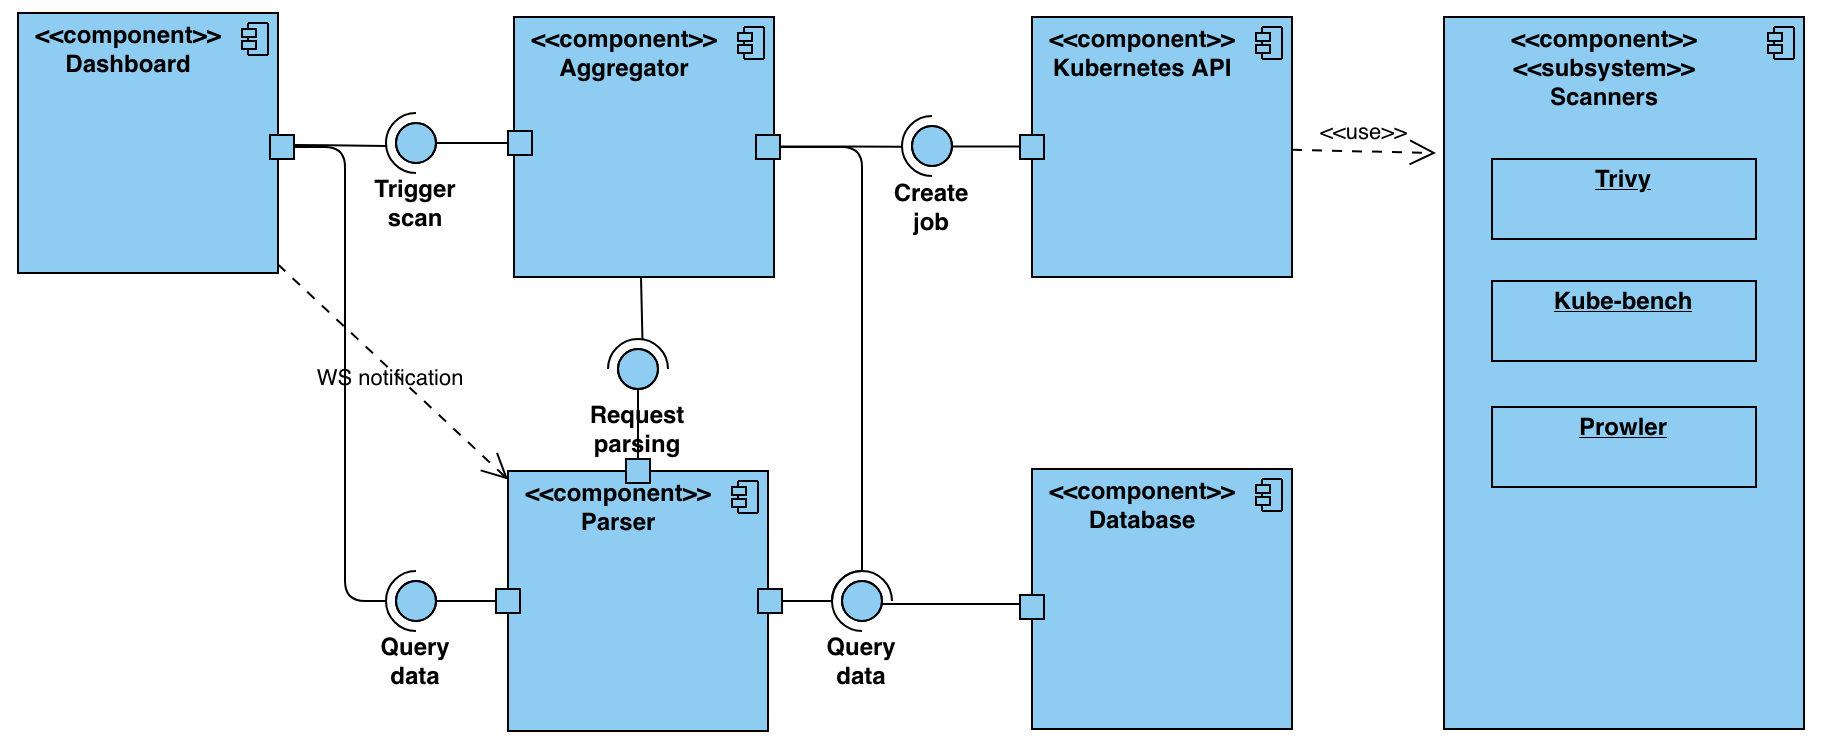 <<component>>
Dashboard
<<component>>
Aggregator
<<component>>
Kubernetes API
<<component>>
<<subsystem>>
Scanners
<<use>>
Trivy
Trigger
scan
Create
job
Kube-bench
WS notification
Request
parsing
Prowler
<<component>>
Parser
<<component>>
Database
Query
data
Query
data